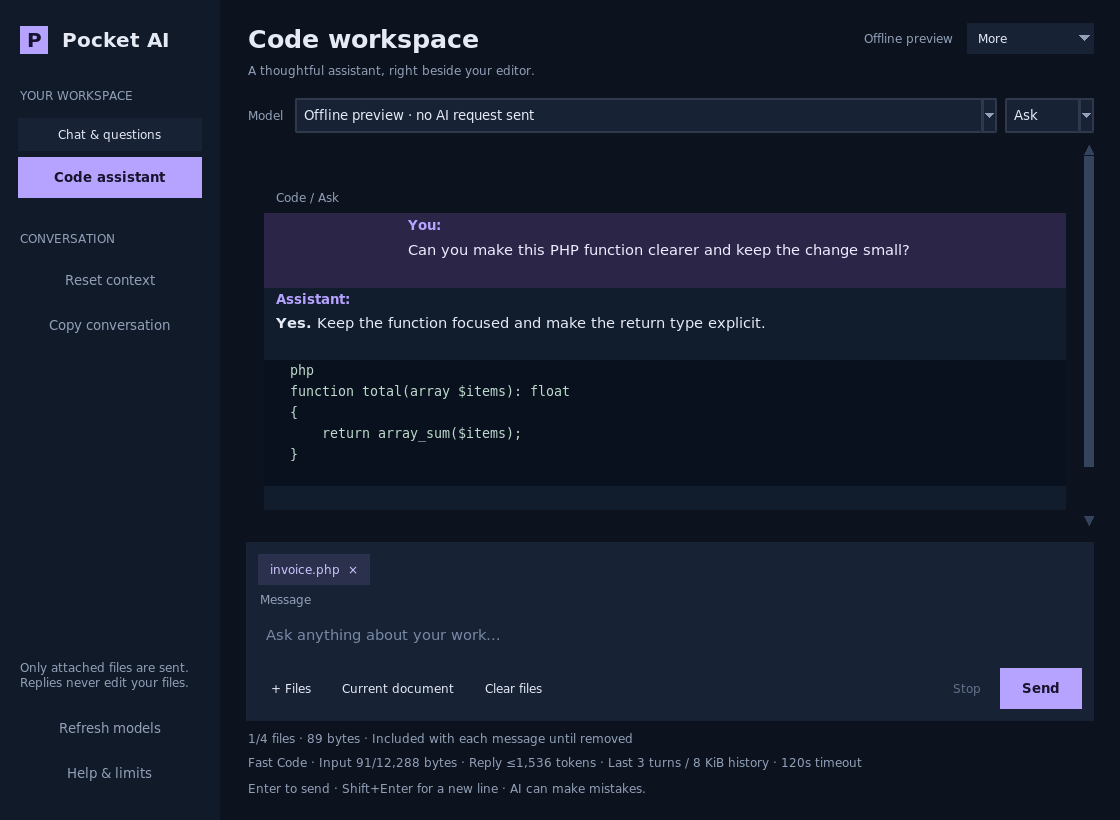 P Pocket AI
YOUR WORKSPACE
Chat & questions
Code assistant
CONVERSATION
Reset context
Copy conversation
Only attached files are sent.
Replies never edit your files.
Refresh models
Help & limits
Code workspace
Offline preview More
A thoughtful assistant, right beside your editor.
Model Offline preview · no AI request sent Ask
Code / Ask
You:
Can you make this PHP function clearer and keep the change small?
Assistant:
Yes. Keep the function focused and make the return type explicit.
php
function total(array $items): float
{
    return array_sum($items);
}
invoice.php ×
Message
Ask anything about your work...
+ Files Current document Clear files Stop Send
1/4 files · 89 bytes · Included with each message until removed
Fast Code · Input 91/12,288 bytes · Reply ≤1,536 tokens · Last 3 turns / 8 KiB history · 120s timeout
Enter to send · Shift+Enter for a new line · AI can make mistakes.